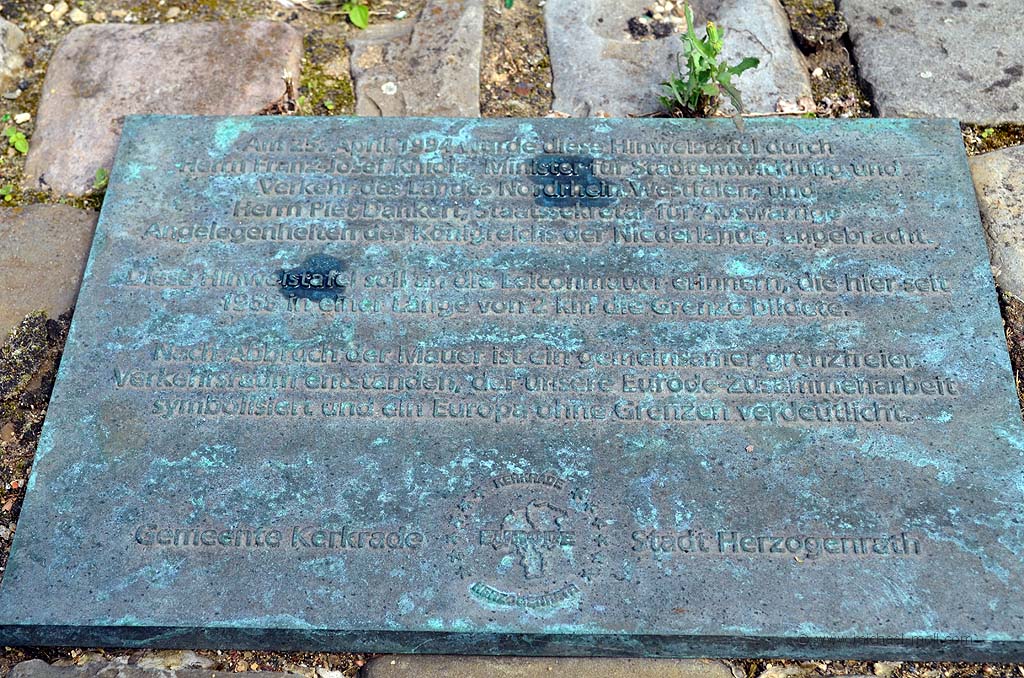 Am 25. April 1994 wurde diese Hinweistafel durch
Herrn Franz-Josef Kniola, Minister für Stadtentwicklung und
Verkehr des Landes Nordrhein Westfalen, und
Herrn Piet Dankert, Staatssekretär für Auswärtige
Angelegenheiten des Königreichs der Niederlande, angebracht.
Diese Hinweistafel soll an die Leiconmauer erinnern, die hier seit
in einer Länge von 2 km die Grenze bildete.
Nach Abbruch der Mauer ist ein gemeinsamer grenzfreier
Verkehrsraum entstanden, der unsere Eurode-Zusammenarbeit
symbolisiert und ein Europa ohne Grenzen verdeutlicht.
KERKRADE
Gemeente Kerkrade EURODE Stadt Herzogenrath
HERZOGENRATH